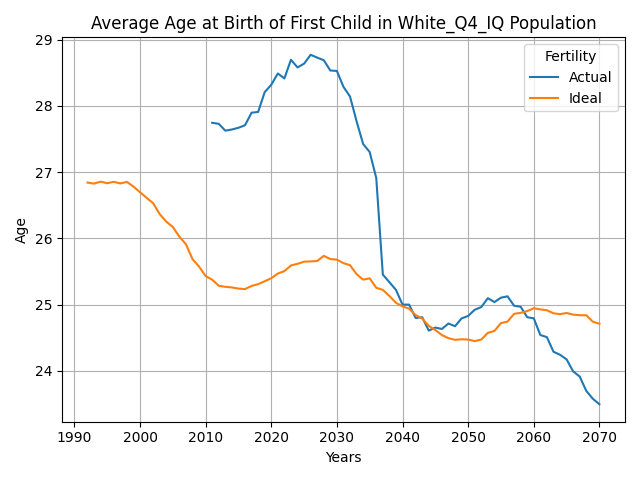 Average Age at Birth of First Child in White_Q4_IQ Population
Fertility
Actual
Ideal
Age
29
28
27
26
25
24
1990 2000 2010 2020 2030 2040 2050 2060 2070
Years